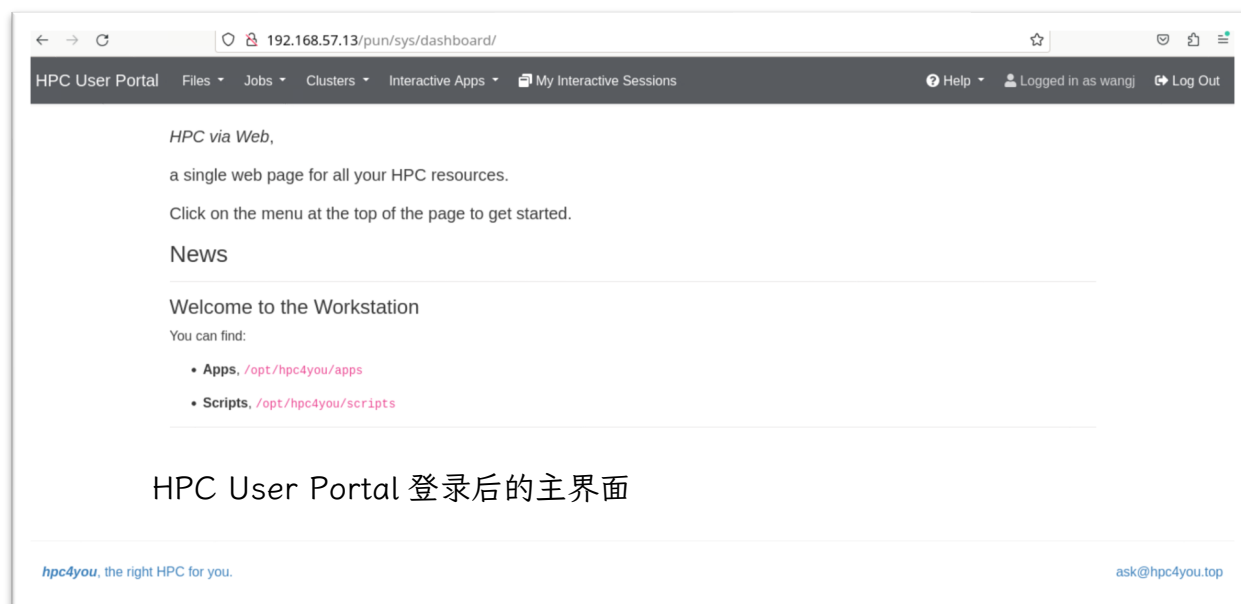 192.168.57.13/pun/sys/dashboard/
HPC User Portal Files Jobs Clusters Interactive Apps My Interactive Sessions Help Logged in as wangj Log Out
HPC via Web,
a single web page for all your HPC resources.
Click on the menu at the top of the page to get started.
News
Welcome to the Workstation
You can find:
• Apps, /opt/hpc4you/apps
• Scripts, /opt/hpc4you/scripts
HPC User Portal 登录后的主界面
hpc4you, the right HPC for you. ask@hpc4you.top